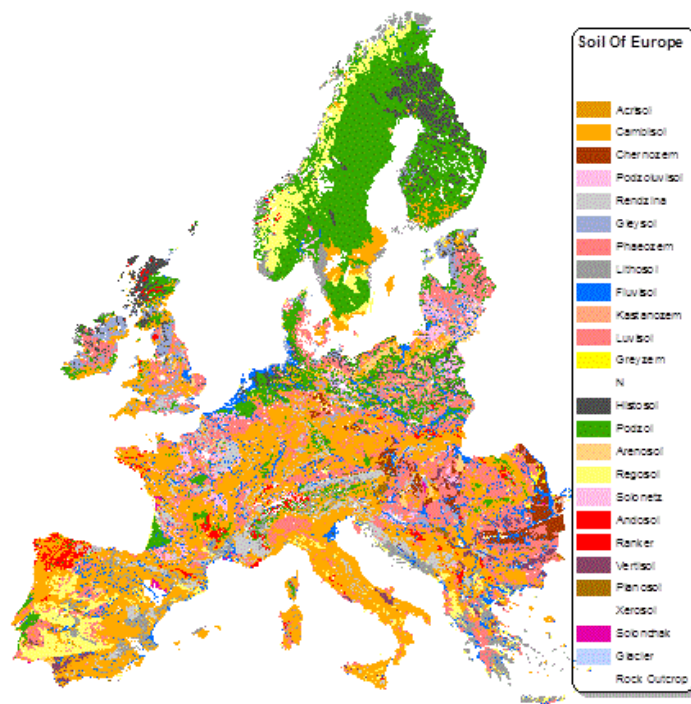 Soil Of Europe
Acrisol
Cambisol
Chernozem
Podzoluvisol
Rendzina
Gleysol
Phaeozem
Lithosol
Fluvisol
Kastanozem
Luvisol
Greyzem
N
Histosol
Podzol
Arenosol
Regosol
Solonetz
Andosol
Ranker
Vertisol
Planosol
Xerosol
Solonchak
Glacier
Rock Outcrop